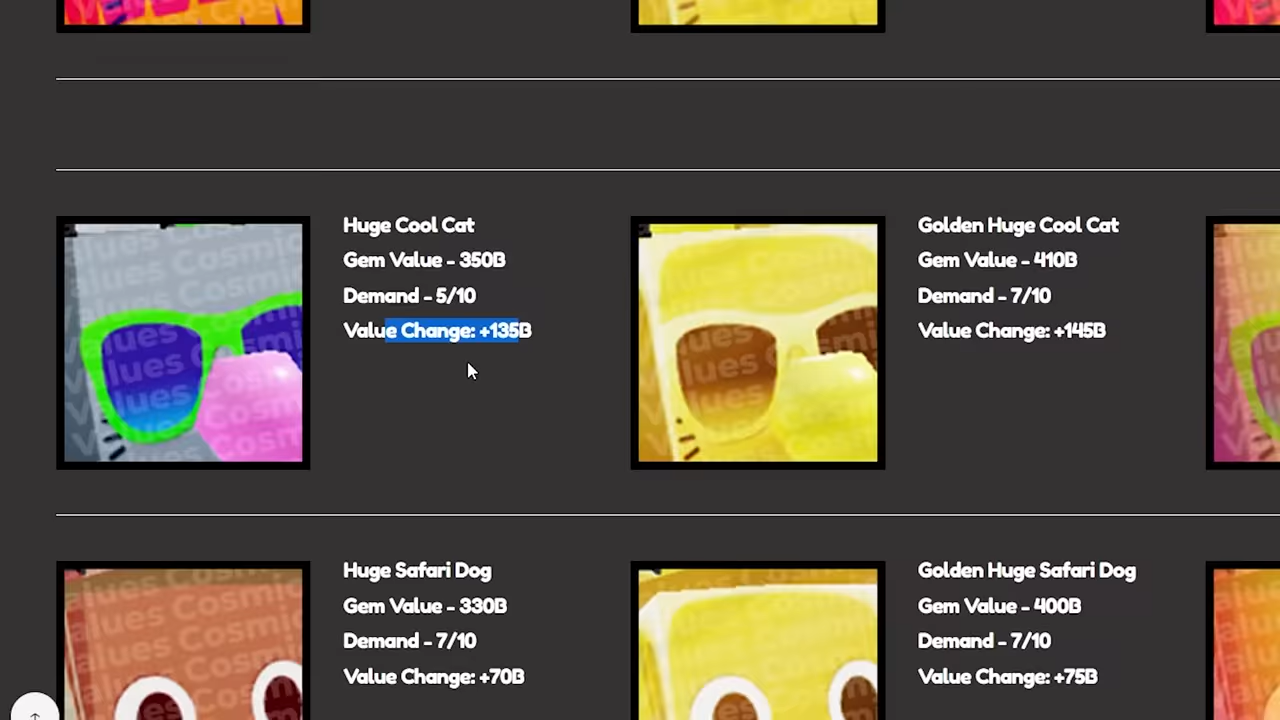 Huge Cool Cat
Gem Value - 350B
Demand - 5/10
Value Change: +135B
Golden Huge Cool Cat
Gem Value - 410B
Demand - 7/10
Value Change: +145B
Huge Safari Dog
Gem Value - 330B
Demand - 7/10
Value Change: +70B
Golden Huge Safari Dog
Gem Value - 400B
Demand - 7/10
Value Change: +75B